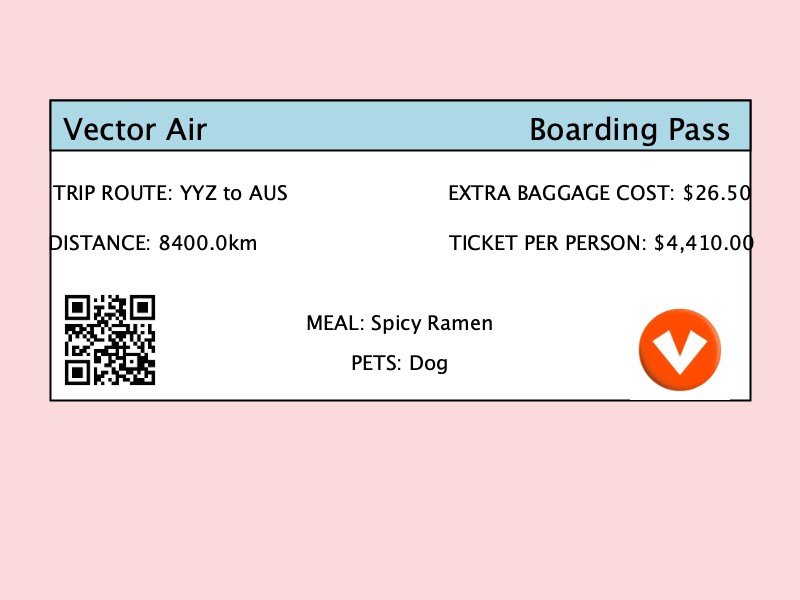 Vector Air
Boarding Pass
TRIP ROUTE: YYZ to AUS
EXTRA BAGGAGE COST: $26.50
DISTANCE: 8400.0km
TICKET PER PERSON: $4,410.00
MEAL: Spicy Ramen
PETS: Dog